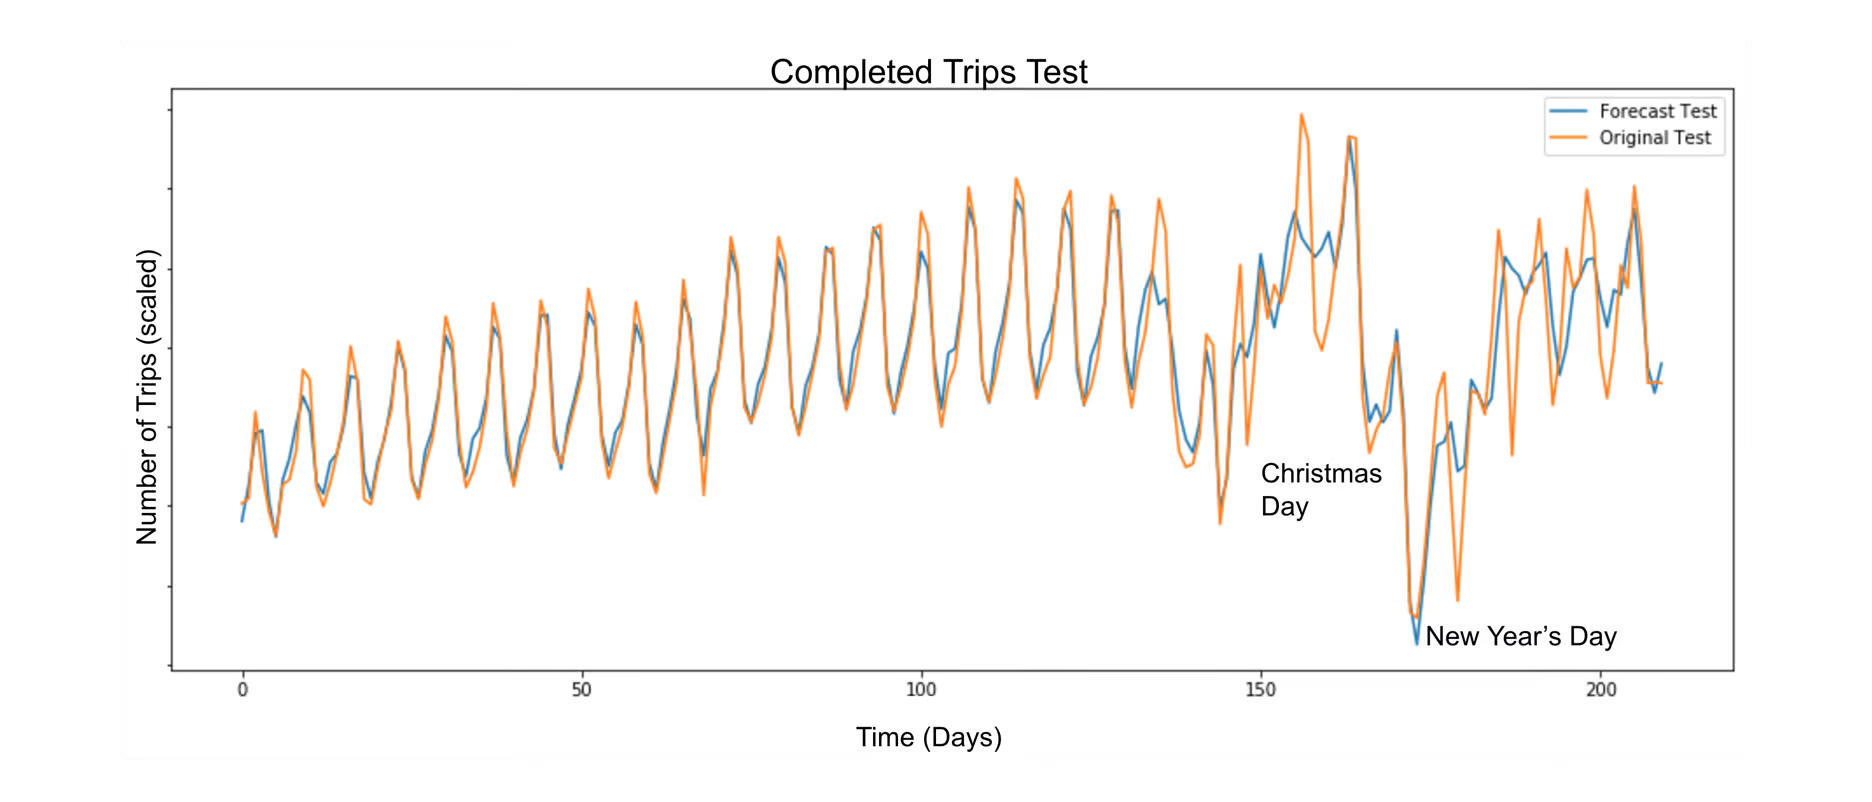 Completed Trips Test
Forecast Test
Original Test
Number of Trips (scaled)
Christmas
Day
New Year’s Day
0
50
100
150
200
Time (Days)